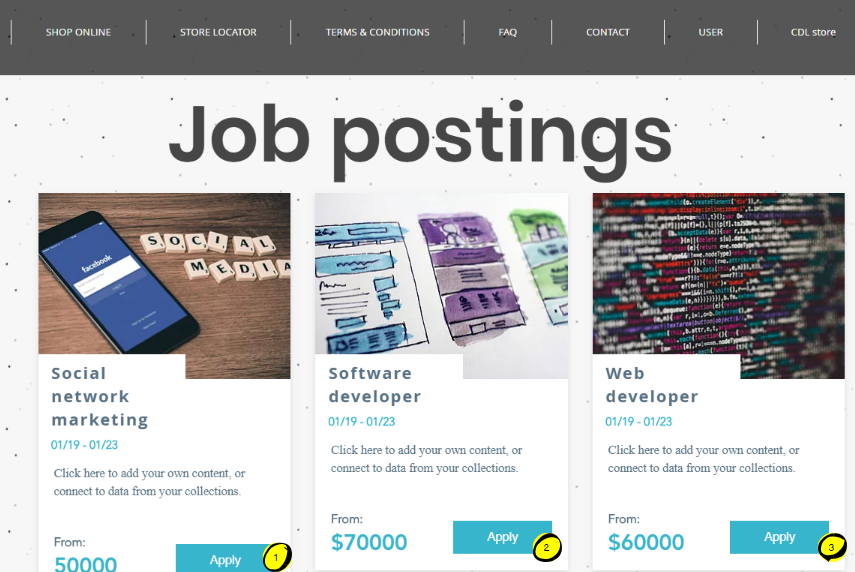 SHOP ONLINE
STORE LOCATOR
TERMS & CONDITIONS
FAQ
CONTACT
USER
CDL store
Job postings
facebook
SOCIAL
MEDIA
Social
network
marketing
01/19 - 01/23
Click here to add your own content, or
connect to data from your collections.
From:
50000
Apply
1
Software
developer
01/19 - 01/23
Click here to add your own content, or
connect to data from your collections.
From:
$70000
Apply
2
Web
developer
01/19 - 01/23
Click here to add your own content, or
connect to data from your collections.
From:
$60000
Apply
3